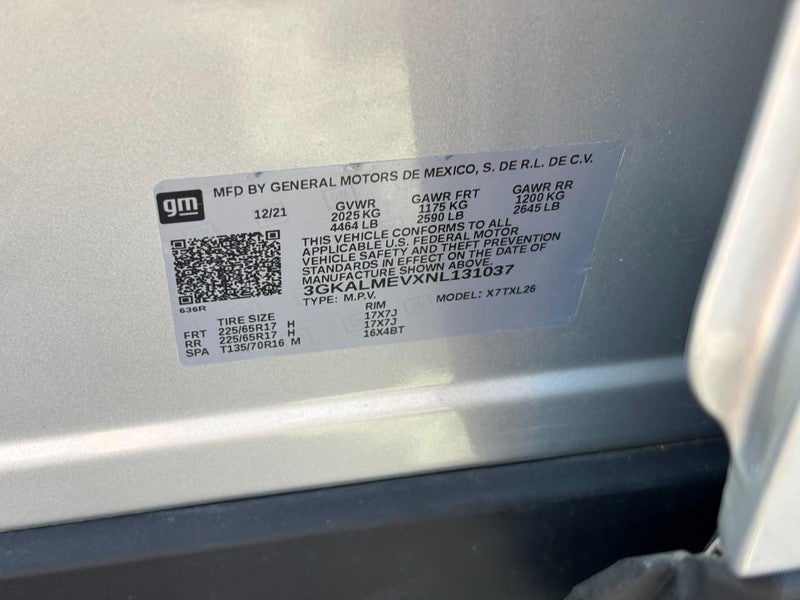 gm
MFD BY GENERAL MOTORS DE MEXICO, S. DE R.L. DE C.V.
12/21 GVWR GAWR FRT GAWR RR
2025 KG 1175 KG 1200 KG
4464 LB 2590 LB 2645 LB
THIS VEHICLE CONFORMS TO ALL
APPLICABLE U.S. FEDERAL MOTOR
VEHICLE SAFETY AND THEFT PREVENTION
STANDARDS IN EFFECT ON THE DATE OF
MANUFACTURE SHOWN ABOVE.
3GKALMEVXNL131037
TYPE: M.P.V. MODEL: X7TXL26
636R
TIRE SIZE RIM
FRT 225/65R17 H 17X7J
RR 225/65R17 H 17X7J
SPA T135/70R16 M 16X4BT